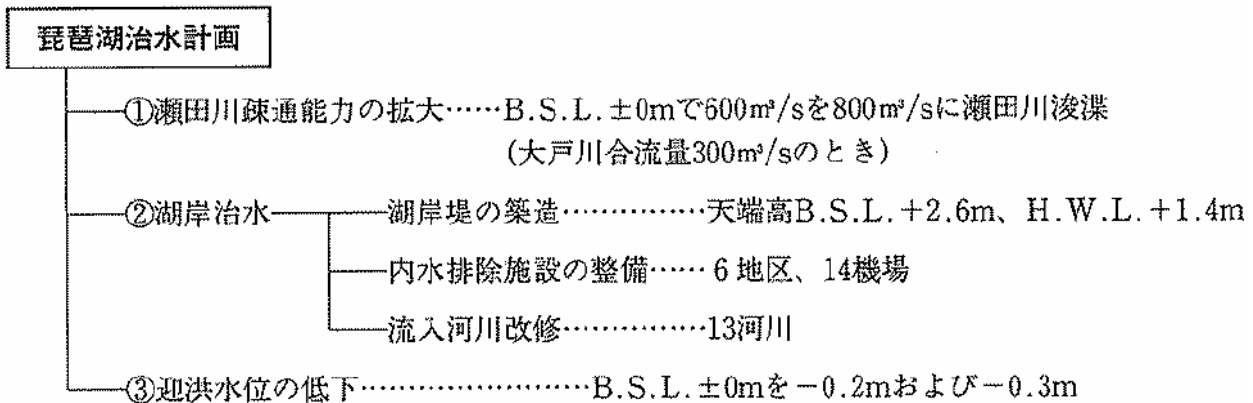 琵琶湖治水計画
①瀬田川疎通能力の拡大……B.S.L.±0mで600m³/sを800m³/sに瀬田川浚渫
(大戸川合流量300m³/sのとき)
②湖岸治水 湖岸堤の築造……………天端高B.S.L.+2.6m、H.W.L.+1.4m
内水排除施設の整備……6地区、14機場
流入河川改修……………13河川
③迎洪水位の低下……………………B.S.L.±0mを-0.2mおよび-0.3m